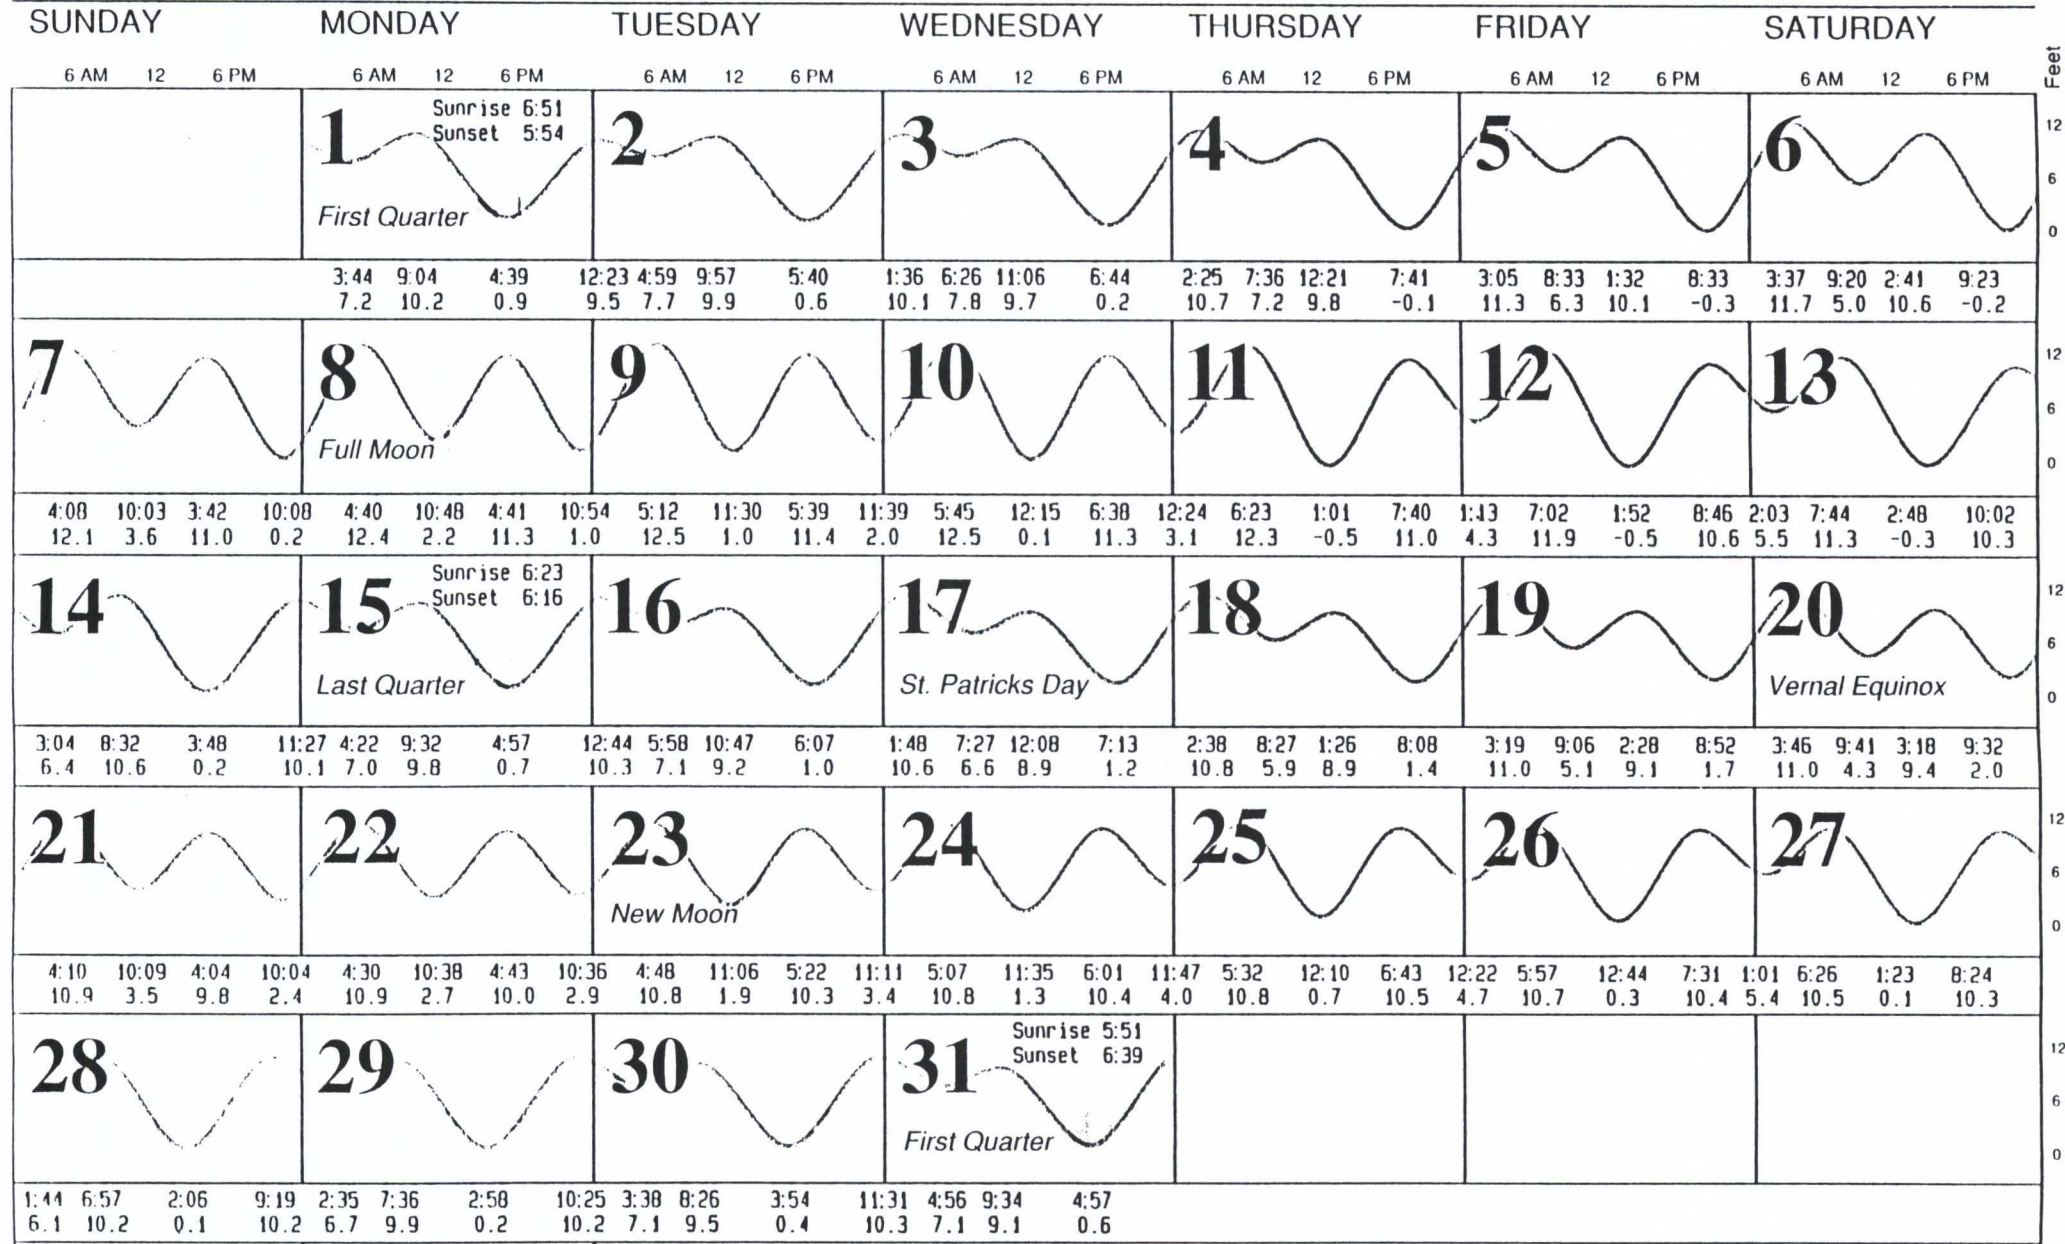 SUNDAY MONDAY TUESDAY WEDNESDAY THURSDAY FRIDAY SATURDAY
6 AM 12 6 PM 6 AM 12 6 PM 6 AM 12 6 PM 6 AM 12 6 PM 6 AM 12 6 PM 6 AM 12 6 PM 6 AM 12 6 PM Feet
1 Sunrise 6:51 2 3 4 5 6 12
Sunset 5:54
6
First Quarter 0
3:44 9:04 4:39 12:23 4:59 9:57 5:40 1:36 6:26 11:06 6:44 2:25 7:36 12:21 7:41 3:05 8:33 1:32 8:33 3:37 9:20 2:41 9:23
7.2 10.2 0.9 9.5 7.7 9.9 0.6 10.1 7.8 9.7 0.2 10.7 7.2 9.8 -0.1 11.3 6.3 10.1 -0.3 11.7 5.0 10.6 -0.2
7 8 9 10 11 12 13 12
6
Full Moon 0
4:08 10:03 3:42 10:08 4:40 10:48 4:41 10:54 5:12 11:30 5:39 11:39 5:45 12:15 6:38 12:24 6:23 1:01 7:40 1:13 7:02 1:52 8:46 2:03 7:44 2:48 10:02
12.1 3.6 11.0 0.2 12.4 2.2 11.3 1.0 12.5 1.0 11.4 2.0 12.5 0.1 11.3 3.1 12.3 -0.5 11.0 4.3 11.9 -0.5 10.6 5.5 11.3 -0.3 10.3
14 15 Sunrise 6:23 16 17 18 19 20 12
Sunset 6:16
6
Last Quarter St. Patricks Day Vernal Equinox 0
3:04 8:32 3:48 11:27 4:22 9:32 4:57 12:44 5:58 10:47 6:07 1:48 7:27 12:08 7:13 2:38 8:27 1:26 8:08 3:19 9:06 2:28 8:52 3:46 9:41 3:18 9:32
6.4 10.6 0.2 10.1 7.0 9.8 0.7 10.3 7.1 9.2 1.0 10.6 6.6 8.9 1.2 10.8 5.9 8.9 1.4 11.0 5.1 9.1 1.7 11.0 4.3 9.4 2.0
21 22 23 24 25 26 27 12
6
New Moon 0
4:10 10:09 4:04 10:04 4:30 10:38 4:43 10:36 4:48 11:06 5:22 11:11 5:07 11:35 6:01 11:47 5:32 12:10 6:43 12:22 5:57 12:44 7:31 1:01 6:26 1:23 8:24
10.9 3.5 9.8 2.4 10.9 2.7 10.0 2.9 10.8 1.9 10.3 3.4 10.8 1.3 10.4 4.0 10.8 0.7 10.5 4.7 10.7 0.3 10.4 5.4 10.5 0.1 10.3
28 29 30 31 Sunrise 5:51 12
Sunset 6:39
6
First Quarter 0
1:44 6:57 2:06 9:19 2:35 7:36 2:58 10:25 3:38 8:26 3:54 11:31 4:56 9:34 4:57
6.1 10.2 0.1 10.2 6.7 9.9 0.2 10.2 7.1 9.5 0.4 10.3 7.1 9.1 0.6